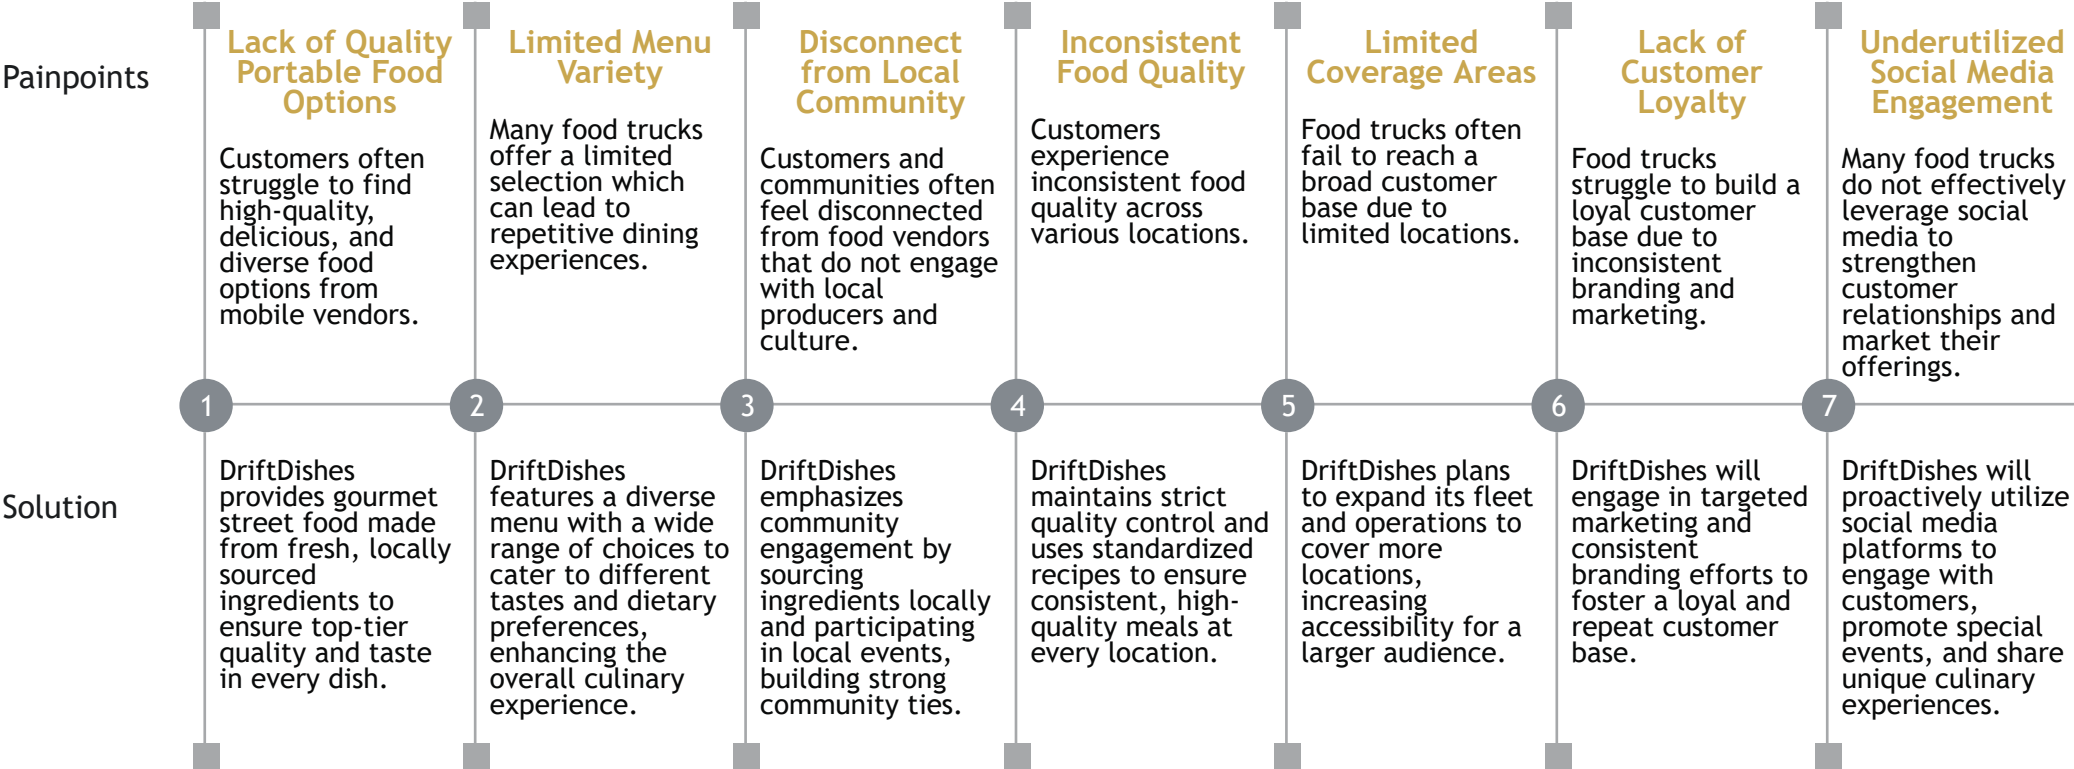 Painpoints
Lack of Quality
Portable Food
Options
Customers often
struggle to find
high-quality,
delicious, and
diverse food
options from
mobile vendors.
Limited Menu
Variety
Many food trucks
offer a limited
selection which
can lead to
repetitive dining
experiences.
Disconnect
from Local
Community
Customers and
communities often
feel disconnected
from food vendors
that do not engage
with local
producers and
culture.
Inconsistent
Food Quality
Customers
experience
inconsistent food
quality across
various locations.
Limited
Coverage Areas
Food trucks often
fail to reach a
broad customer
base due to
limited locations.
Lack of
Customer
Loyalty
Food trucks
struggle to build a
loyal customer
base due to
inconsistent
branding and
marketing.
Underutilized
Social Media
Engagement
Many food trucks
do not effectively
leverage social
media to
strengthen
customer
relationships and
market their
offerings.
1
2
3
4
5
6
7
Solution
DriftDishes
provides gourmet
street food made
from fresh, locally
sourced
ingredients to
ensure top-tier
quality and taste
in every dish.
DriftDishes
features a diverse
menu with a wide
range of choices to
cater to different
tastes and dietary
preferences,
enhancing the
overall culinary
experience.
DriftDishes
emphasizes
community
engagement by
sourcing
ingredients locally
and participating
in local events,
building strong
community ties.
DriftDishes
maintains strict
quality control and
uses standardized
recipes to ensure
consistent, high-
quality meals at
every location.
DriftDishes plans
to expand its fleet
and operations to
cover more
locations,
increasing
accessibility for a
larger audience.
DriftDishes will
engage in targeted
marketing and
consistent
branding efforts to
foster a loyal and
repeat customer
base.
DriftDishes will
proactively utilize
social media
platforms to
engage with
customers,
promote special
events, and share
unique culinary
experiences.